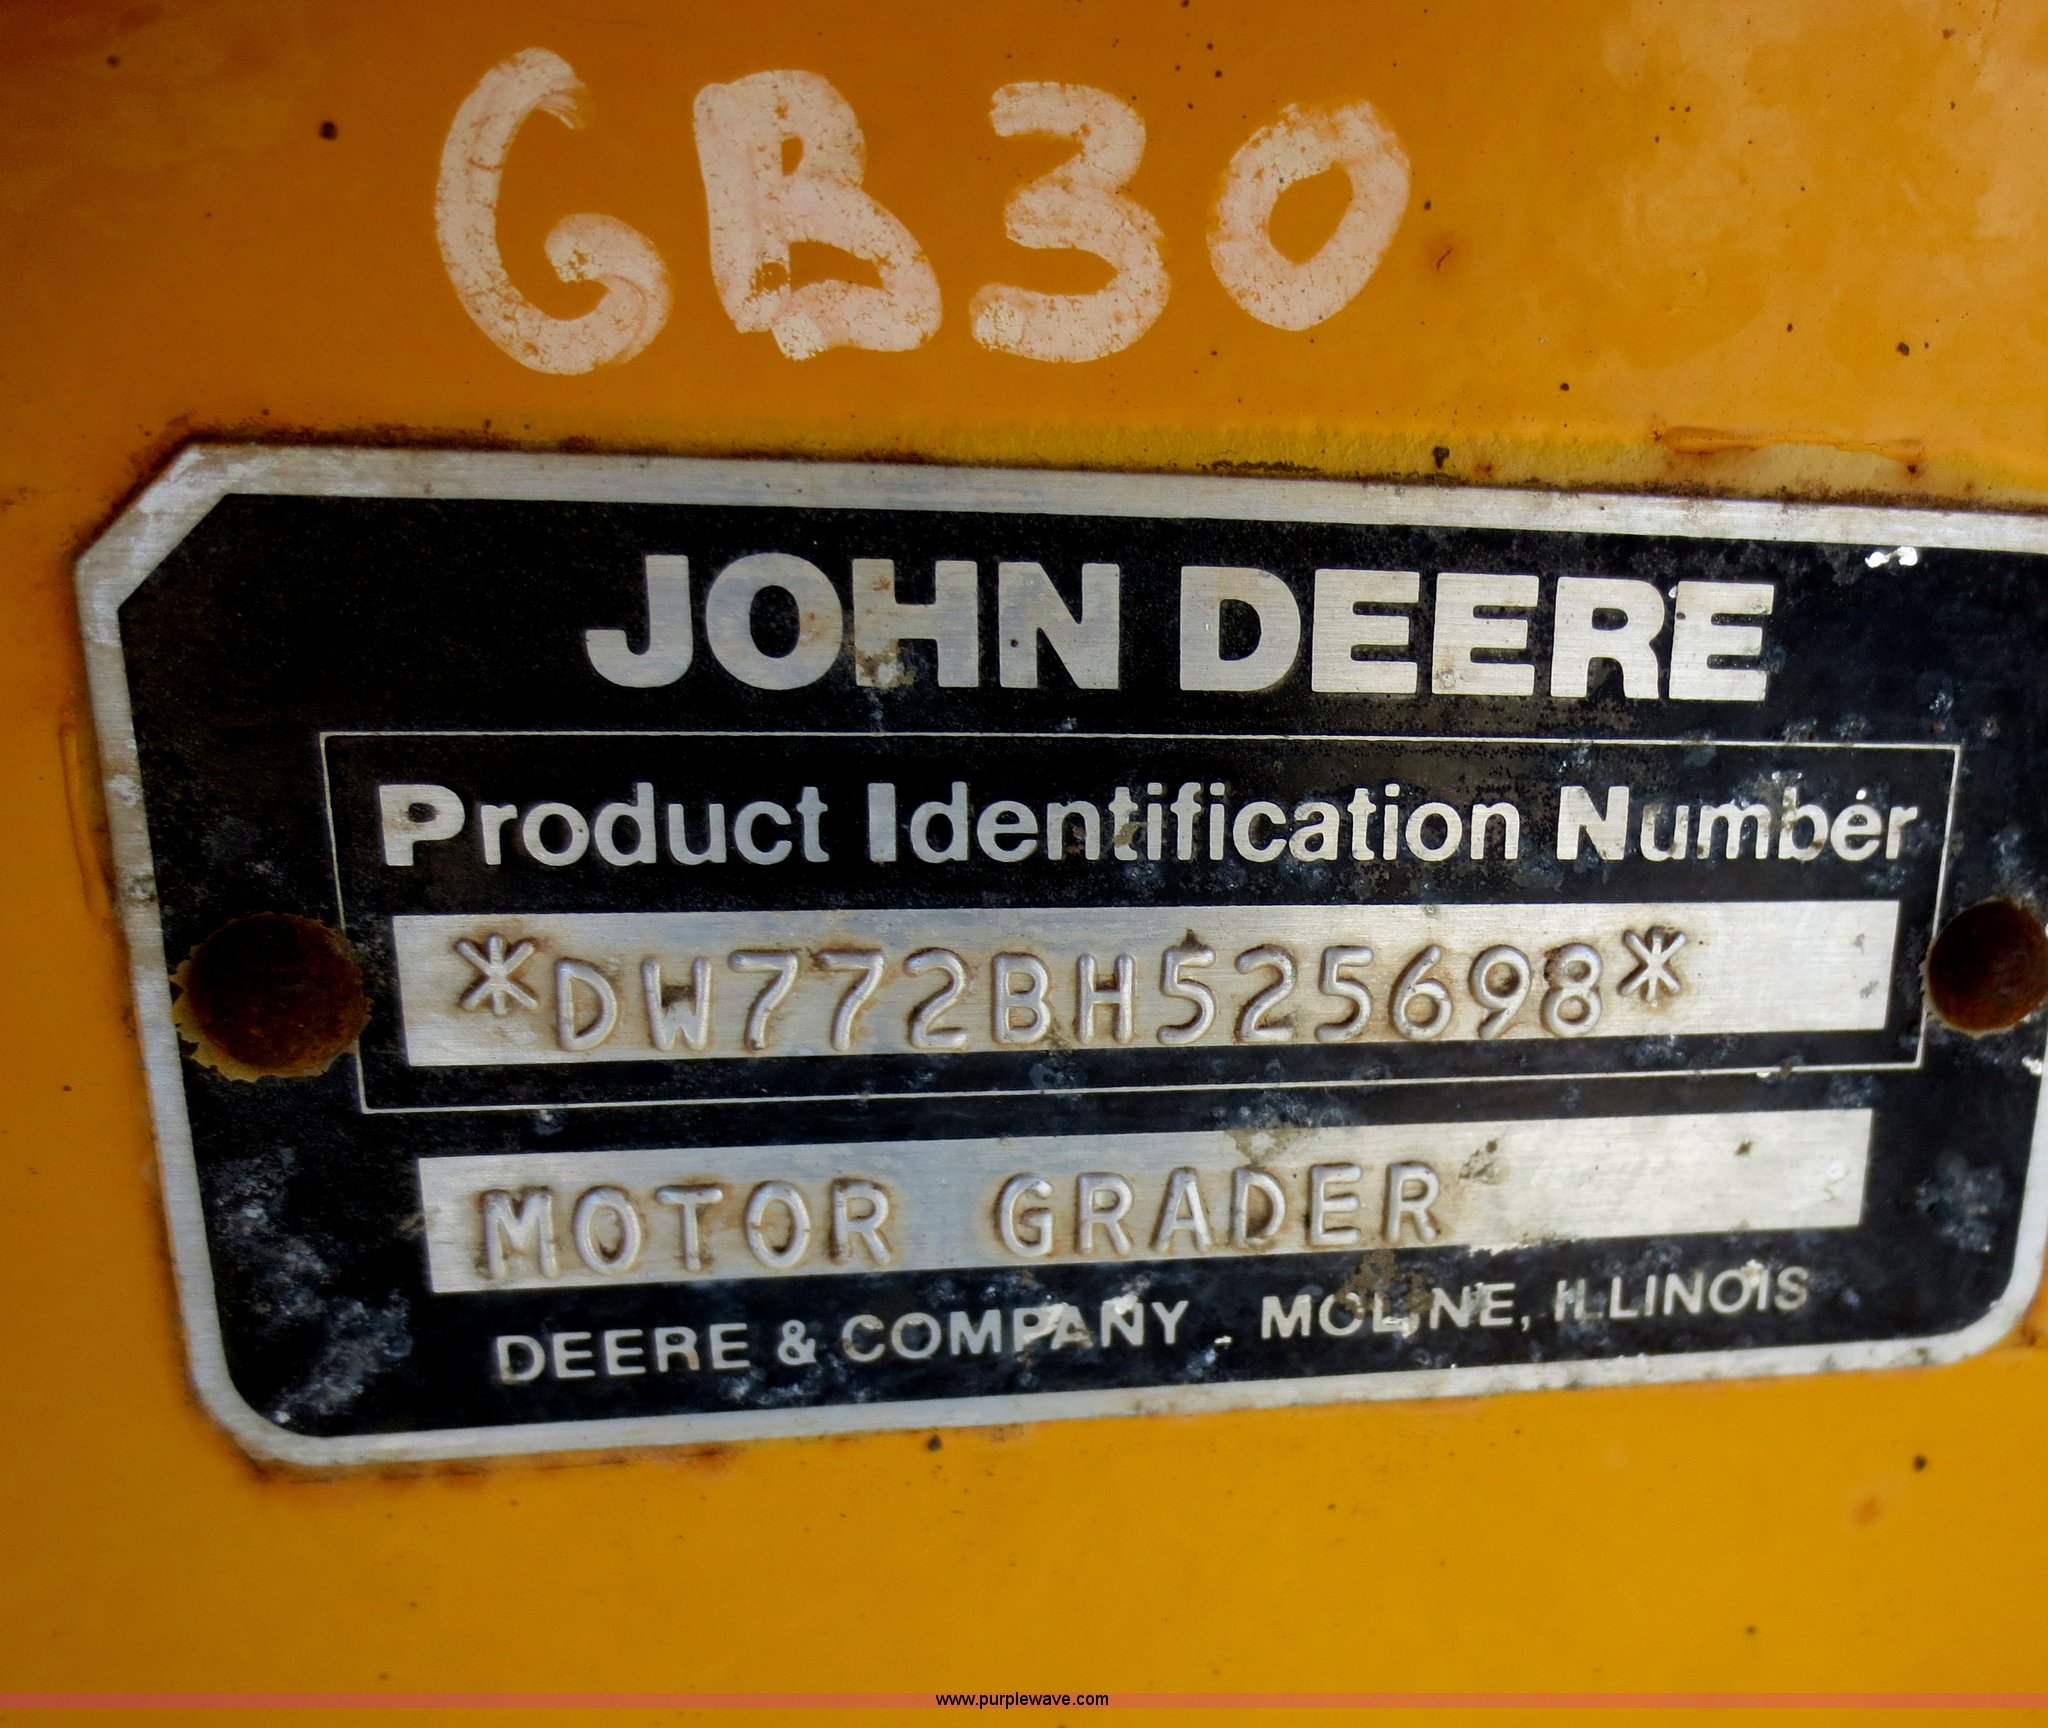 GB30
JOHN DEERE
Product Identification Number
*DW772BH525698*
MOTOR GRADER
DEERE & COMPANY - MOLINE, ILLINOIS
www.purplewave.com